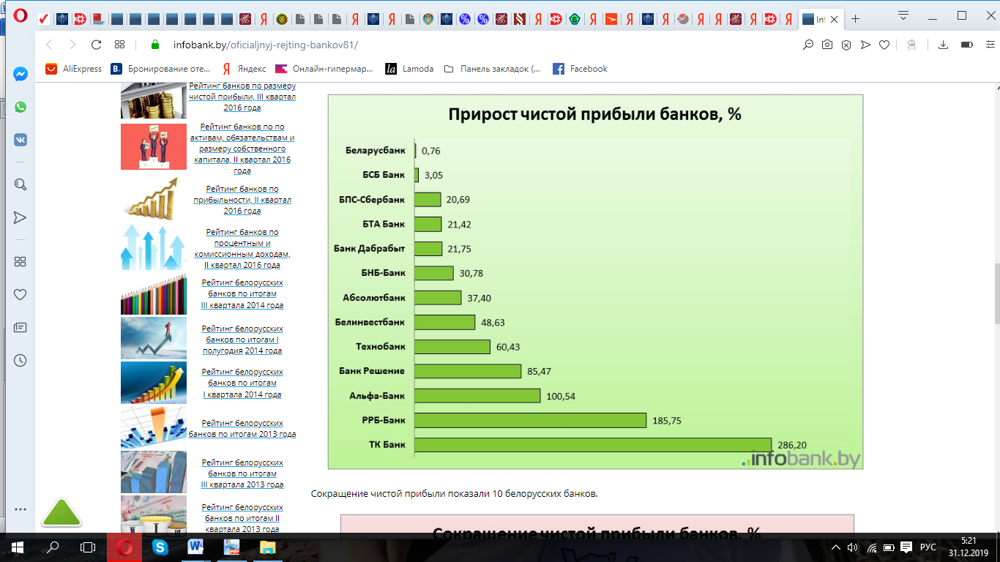 Inf
infobank.by/oficialjnyj-rejting-bankov81/
AliExpress
Бронирование оте...
Яндекс
Онлайн-гипермар...
Lamoda
Панель закладок (...
Facebook
Рейтинг банков по размеру
чистой прибыли, III квартал
2016 года
Рейтинг банков по по
активам, обязательствам и
размеру собственного
капитала, II квартал 2016
года
Рейтинг банков по
прибыльности, II квартал
2016 года
Рейтинг банков по
процентным и
комиссионным доходам,
II квартал 2016 года
Рейтинг белорусских
банков по итогам
III квартала 2014 года
Рейтинг белорусских
банков по итогам I
полугодия 2014 года
Рейтинг белорусских
банков по итогам
I квартала 2014 года
Рейтинг белорусских
банков по итогам 2013 года
Рейтинг белорусских
банков по итогам
III квартала 2013 года
Рейтинг белорусских
банков по итогам II
квартала 2013 года
Прирост чистой прибыли банков, %
Беларусбанк 0,76
БСБ Банк 3,05
БПС-Сбербанк 20,69
БТА Банк 21,42
Банк Дабрабыт 21,75
БНБ-Банк 30,78
Абсолютбанк 37,40
Белинвестбанк 48,63
Технобанк 60,43
Банк Решение 85,47
Альфа-Банк 100,54
РРБ-Банк 185,75
ТК Банк 286,20
infobank.by
Сокращение чистой прибыли показали 10 белорусских банков.
Сокращение чистой прибыли банков, %
РУС
5:21
31.12.2019